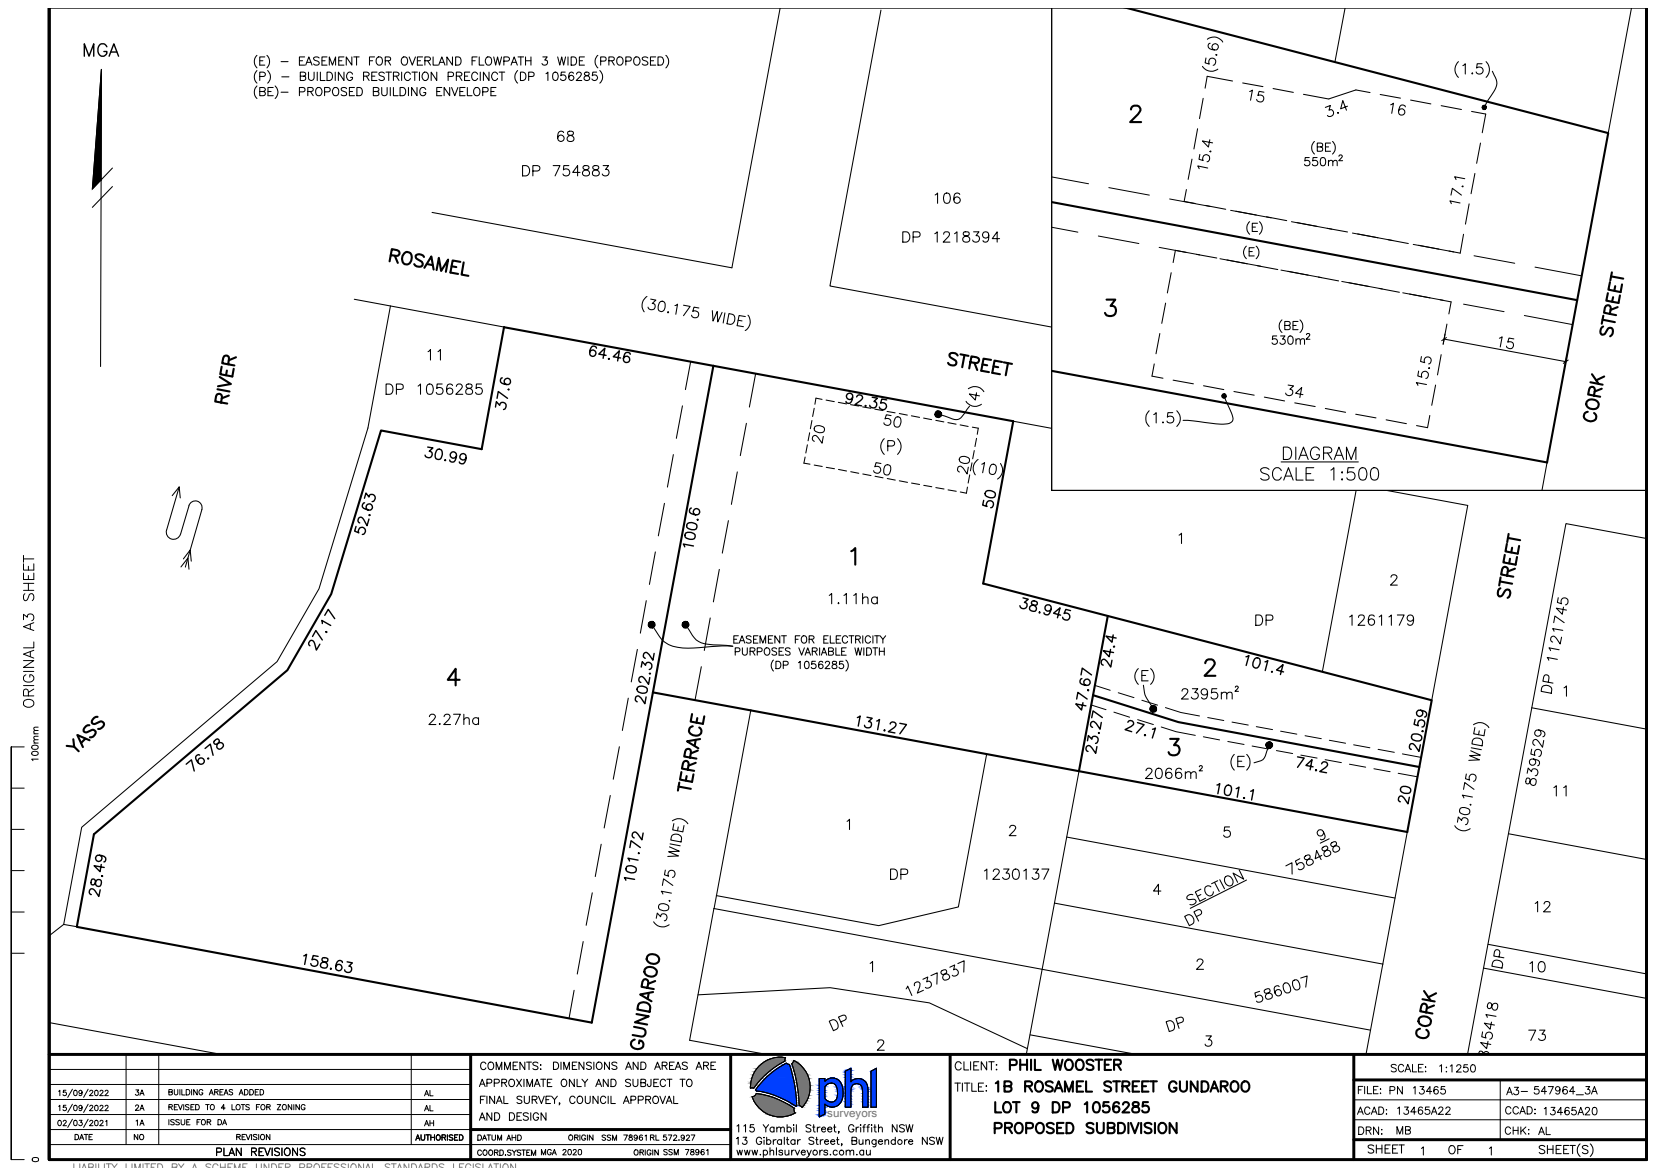 MGA
(E) – EASEMENT FOR OVERLAND FLOWPATH 3 WIDE (PROPOSED)
(P) – BUILDING RESTRICTION PRECINCT (DP 1056285)
(BE)– PROPOSED BUILDING ENVELOPE
68
DP 754883
106
DP 1218394
ROSAMEL
(30.175 WIDE)
STREET
RIVER
YASS
11
DP 1056285
64.46
37.6
30.99
52.63
27.17
76.78
28.49
158.63
4
2.27ha
100.6
202.32
101.72
EASEMENT FOR ELECTRICITY
PURPOSES VARIABLE WIDTH
(DP 1056285)
92.35
(4)
50
20
(P)
20
(10)
50
50
1
1.11ha
38.945
131.27
47.67
24.4
23.27
(E)
2
2395m²
101.4
20.59
27.1
3
2066m²
(E)
74.2
101.1
20
GUNDAROO
TERRACE
(30.175 WIDE)
1
DP
2
1261179
1
DP
2
1230137
5
9
758488
4
SECTION
DP
1
1237837
DP
2
2
586007
DP
3
CORK
STREET
(30.175 WIDE)
DP 1121745
1
839529
11
12
DP
10
845418
73
2
(5.6)
15
3.4
16
(1.5)
15.4
(BE)
550m²
17.1
(E)
(E)
3
(BE)
530m²
15
15.5
34
(1.5)
CORK
STREET
DIAGRAM
SCALE 1:500
100mm ORIGINAL A3 SHEET
0
15/09/2022 3A BUILDING AREAS ADDED AL
15/09/2022 2A REVISED TO 4 LOTS FOR ZONING AL
02/03/2021 1A ISSUE FOR DA AH
DATE NO REVISION AUTHORISED
PLAN REVISIONS
COMMENTS: DIMENSIONS AND AREAS ARE
APPROXIMATE ONLY AND SUBJECT TO
FINAL SURVEY, COUNCIL APPROVAL
AND DESIGN
DATUM AHD ORIGIN SSM 78961 RL 572.927
COORD.SYSTEM MGA 2020 ORIGIN SSM 78961
phl
surveyors
115 Yambil Street, Griffith NSW
13 Gibraltar Street, Bungendore NSW
www.phlsurveyors.com.au
CLIENT: PHIL WOOSTER
TITLE: 1B ROSAMEL STREET GUNDAROO
LOT 9 DP 1056285
PROPOSED SUBDIVISION
SCALE: 1:1250
FILE: PN 13465 A3– 547964_3A
ACAD: 13465A22 CCAD: 13465A20
DRN: MB CHK: AL
SHEET 1 OF 1 SHEET(S)
LIABILITY LIMITED BY A SCHEME UNDER PROFESSIONAL STANDARDS LEGISLATION